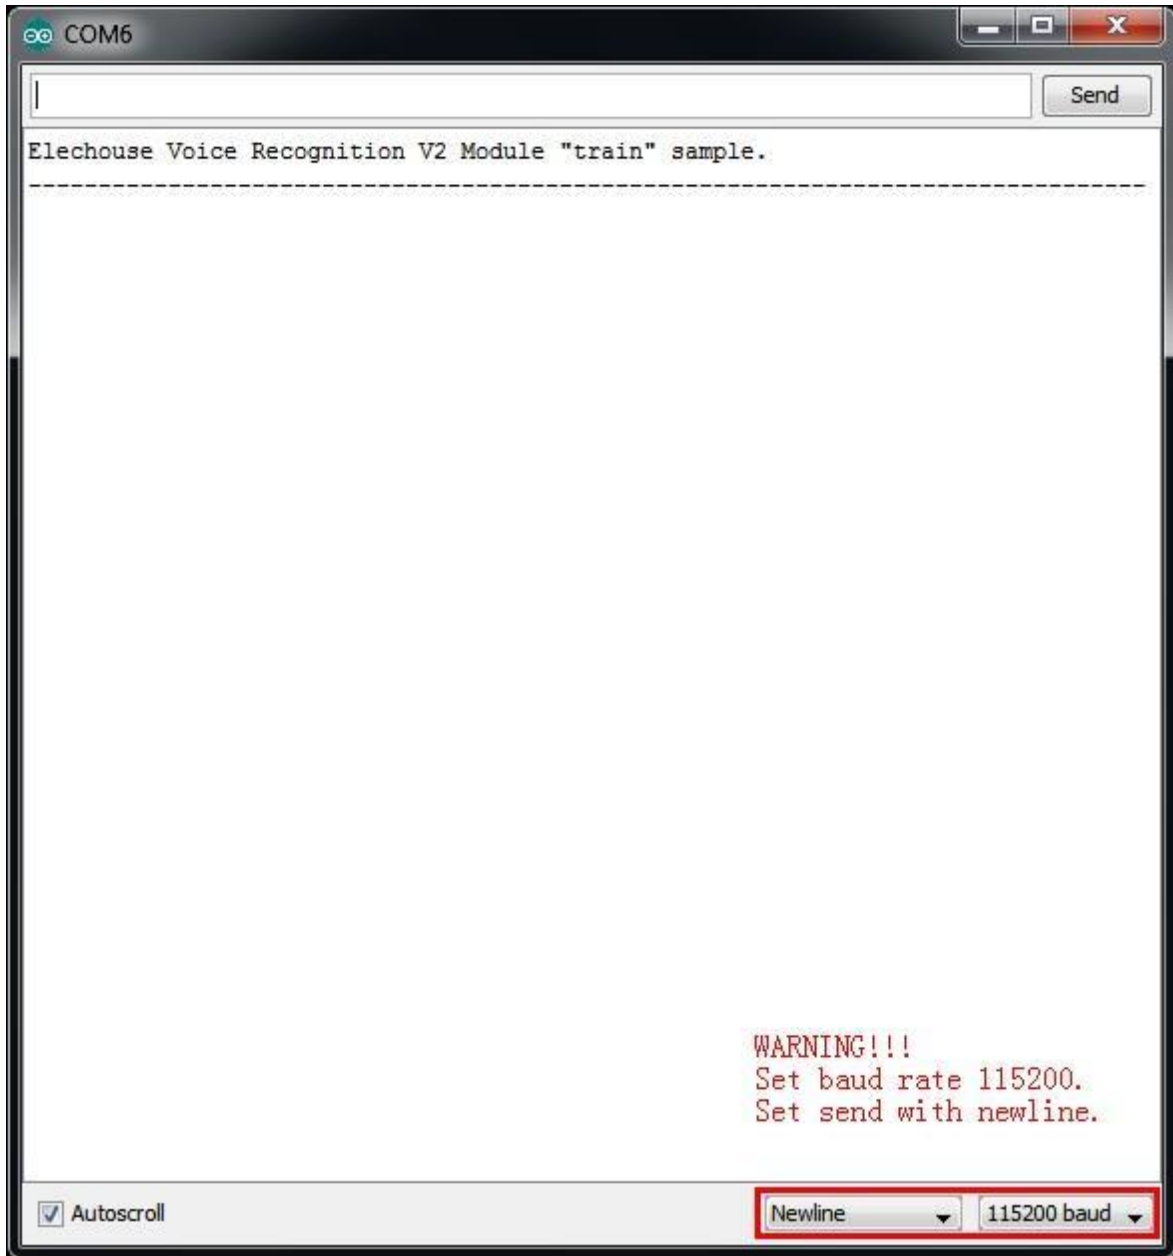 COM6
Send
Elechouse Voice Recognition V2 Module "train" sample.
--------------------------------------------------------------------------------
WARNING!!!
Set baud rate 115200.
Set send with newline.
Autoscroll
Newline
115200 baud